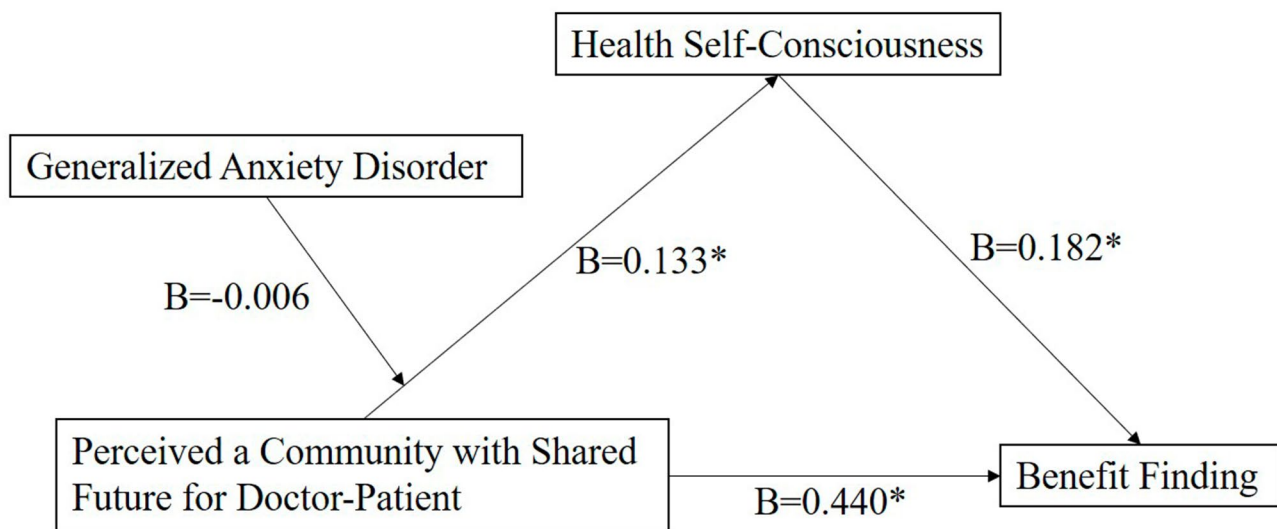 Health Self-Consciousness
Generalized Anxiety Disorder
B=0.133*
B=0.182*
B=-0.006
Perceived a Community with Shared
Future for Doctor-Patient
Benefit Finding
B=0.440*